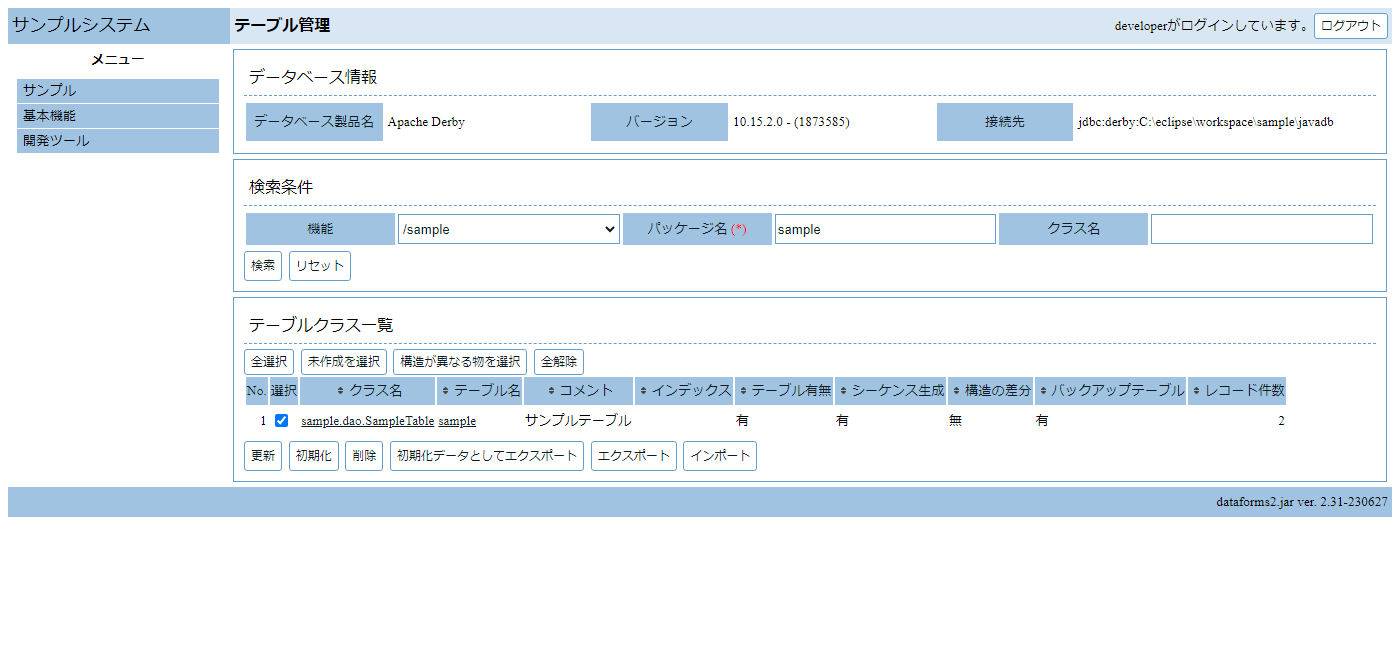 サンプルシステム テーブル管理 developerがログインしています。 ログアウト
メニュー
サンプル
基本機能
開発ツール
データベース情報
データベース製品名 Apache Derby バージョン 10.15.2.0 - (1873585) 接続先 jdbc:derby:C:\eclipse\workspace\sample\javadb
検索条件
機能 /sample パッケージ名(*) sample クラス名
検索 リセット
テーブルクラス一覧
全選択 未作成を選択 構造が異なる物を選択 全解除
No. 選択 クラス名 テーブル名 コメント インデックス テーブル有無 シーケンス生成 構造の差分 バックアップテーブル レコード件数
1 sample.dao.SampleTable sample サンプルテーブル 有 有 無 有 2
更新 初期化 削除 初期化データとしてエクスポート エクスポート インポート
dataforms2.jar ver. 2.31-230627